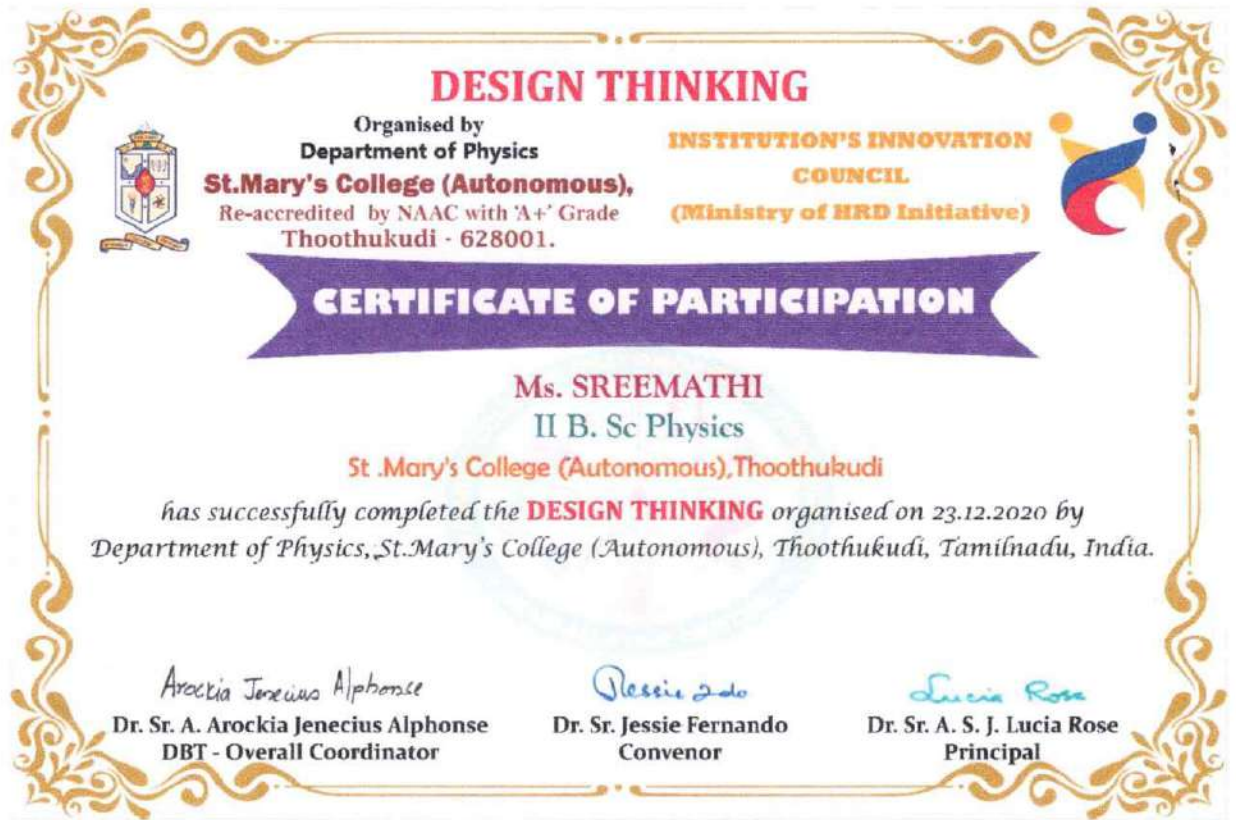 DESIGN THINKING
Organised by
Department of Physics
St.Mary's College (Autonomous),
Re-accredited by NAAC with 'A+' Grade
Thoothukudi - 628001.
INSTITUTION'S INNOVATION
COUNCIL
(Ministry of HRD Initiative)
CERTIFICATE OF PARTICIPATION
Ms. SREEMATHI
II B. Sc Physics
St .Mary's College (Autonomous),Thoothukudi
has successfully completed the DESIGN THINKING organised on 23.12.2020 by
Department of Physics, St.Mary's College (Autonomous), Thoothukudi, Tamilnadu, India.
Arockia Jenecius Alphonse
Jessie
Lucia Rose
Dr. Sr. A. Arockia Jenecius Alphonse
DBT - Overall Coordinator
Dr. Sr. Jessie Fernando
Convenor
Dr. Sr. A. S. J. Lucia Rose
Principal